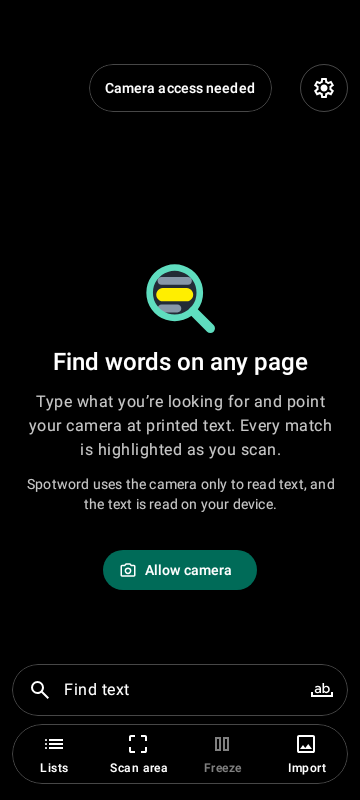 Camera access needed
Find words on any page
Type what you’re looking for and point
your camera at printed text. Every match
is highlighted as you scan.
Spotword uses the camera only to read text, and
the text is read on your device.
Allow camera
Find text
ab
Lists
Scan area
Freeze
Import